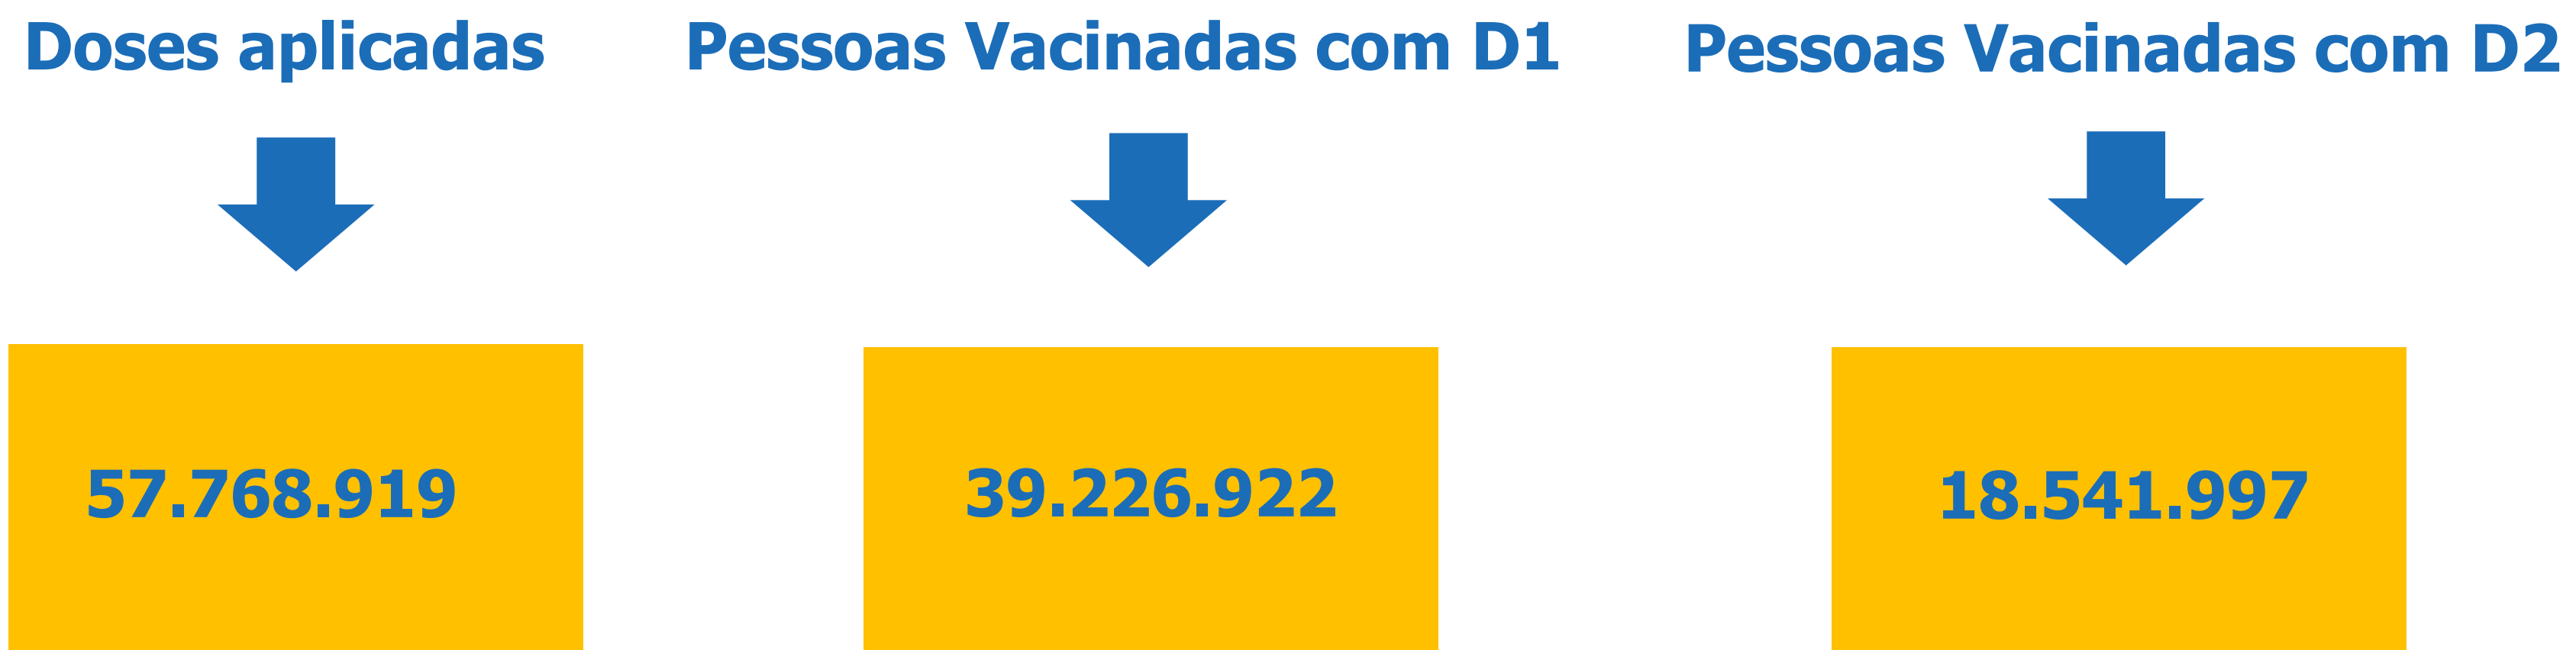 Doses aplicadas
Pessoas Vacinadas com D1
Pessoas Vacinadas com D2
57.768.919
39.226.922
18.541.997